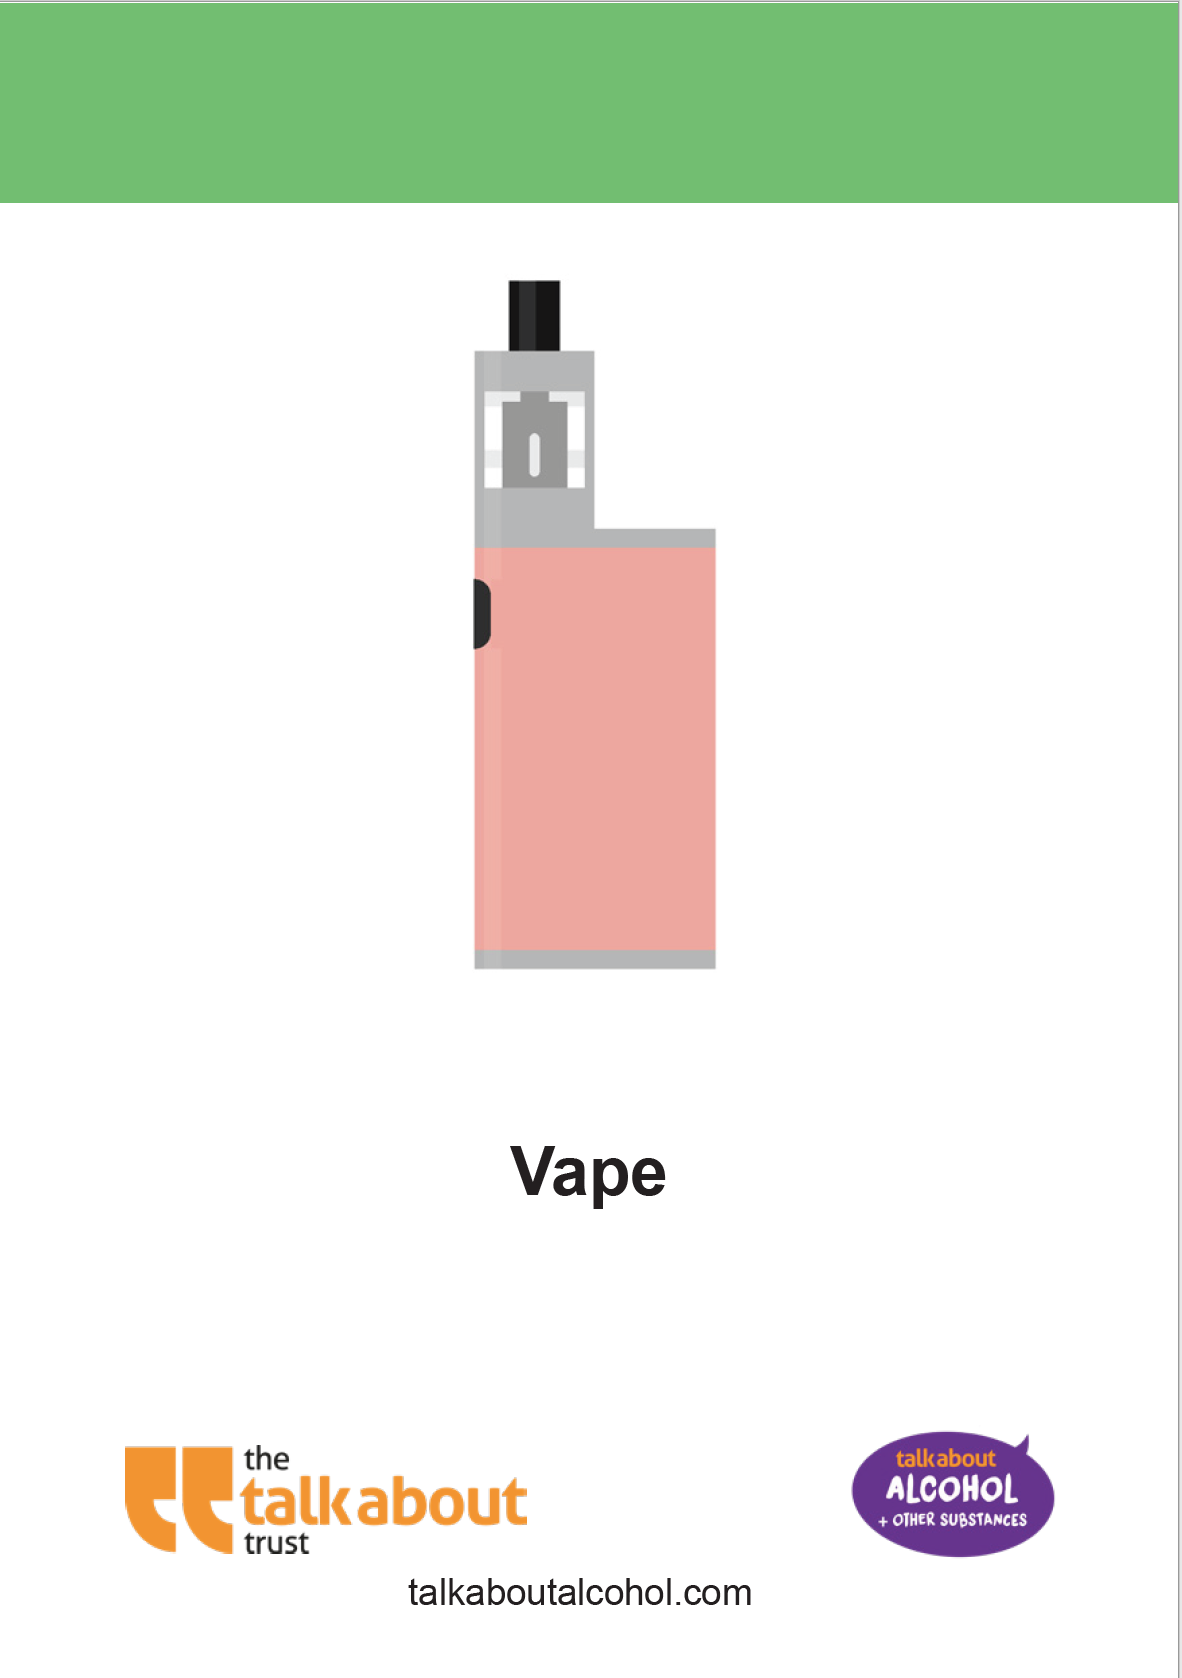 Vape
the
talkabout
trust
talkabout
ALCOHOL
+ OTHER SUBSTANCES
talkaboutalcohol.com